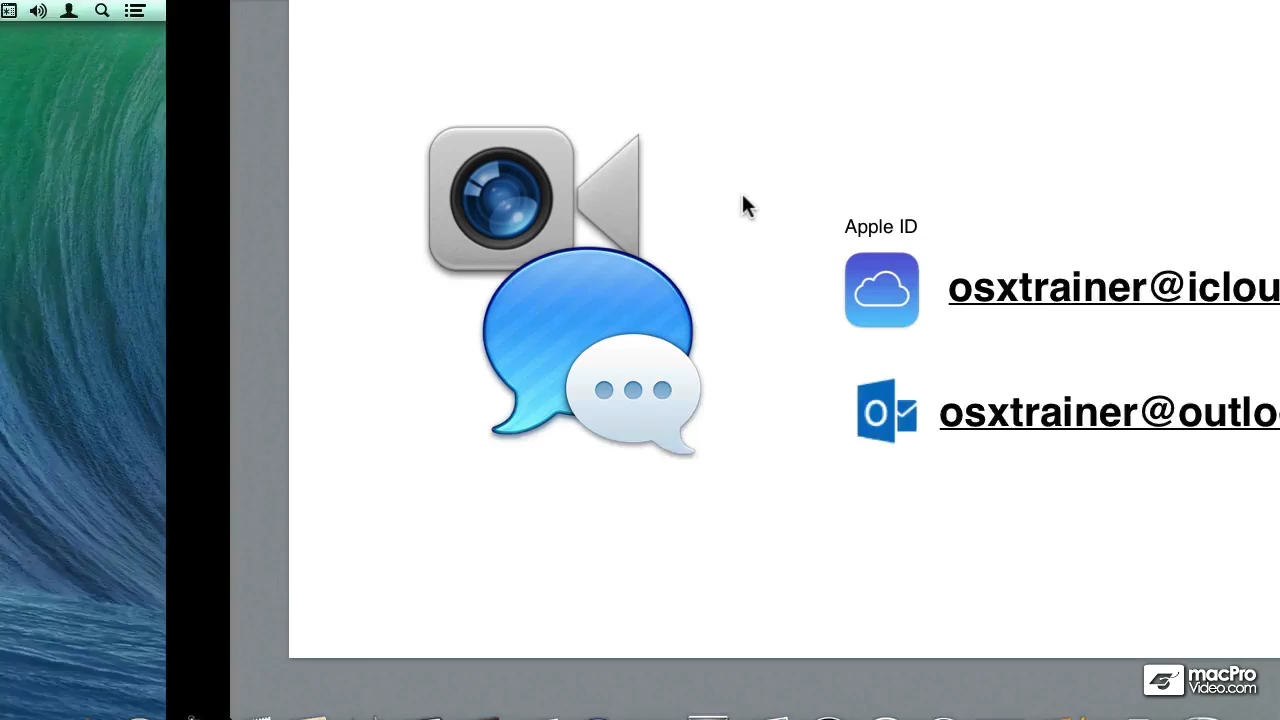 Apple ID
osxtrainer@iclou
osxtrainer@outlo
macPro
Video.com